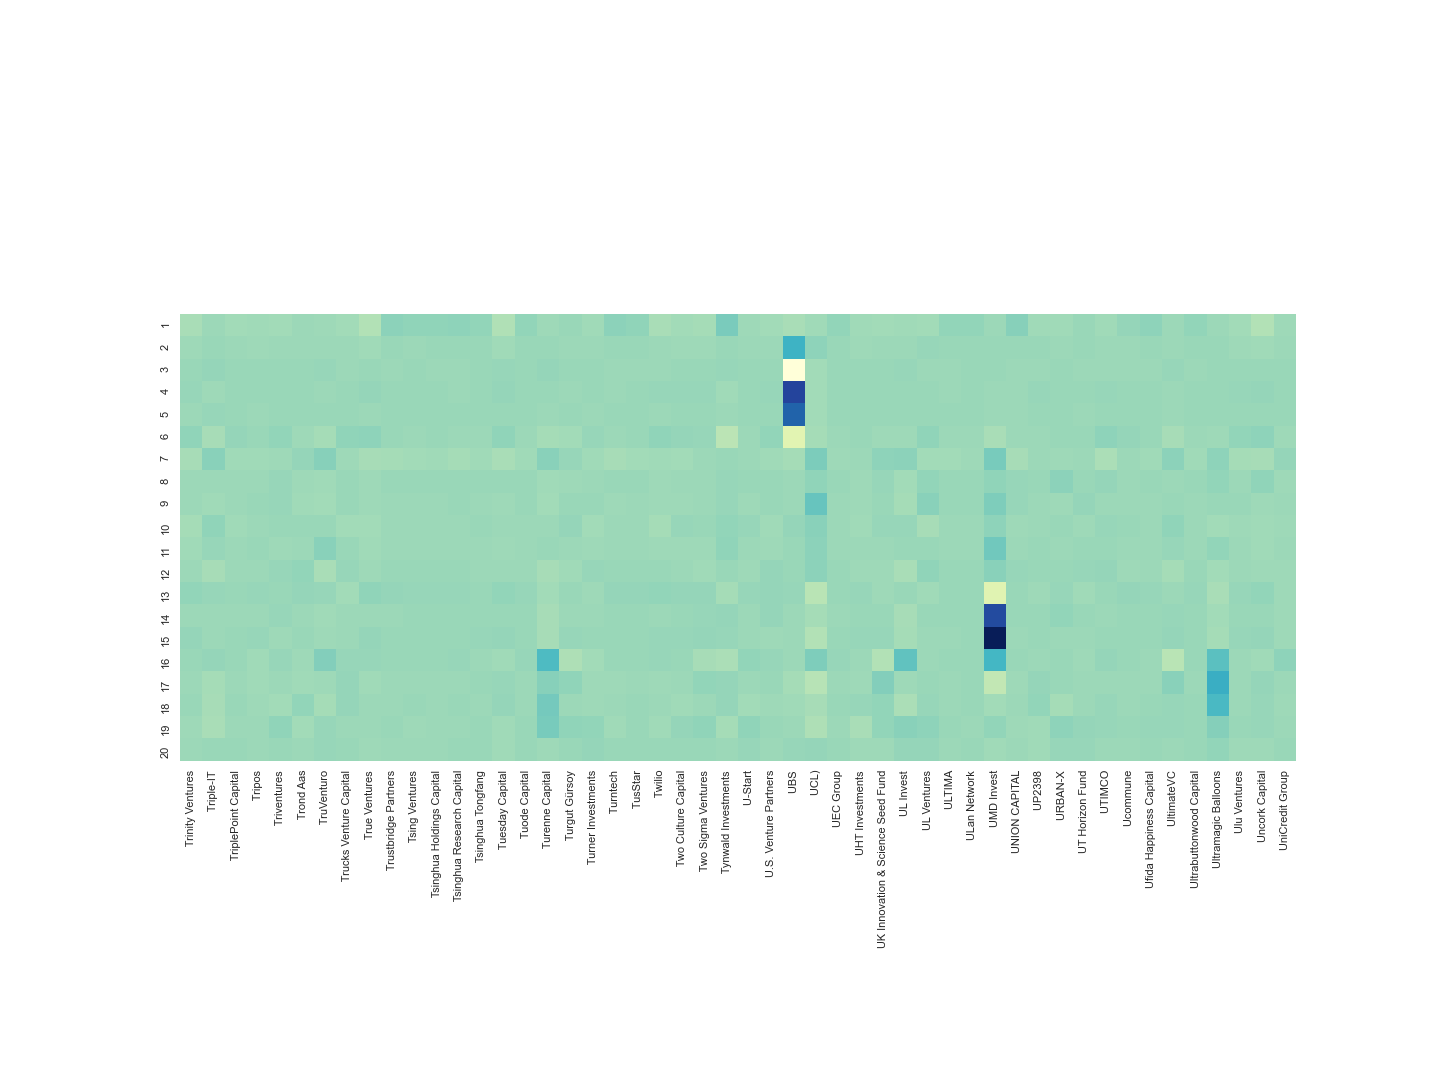 1
2
3
4
5
6
7
8
9
10
11
12
13
14
15
16
17
18
19
20
Trinity Ventures
Triple-IT
TriplePoint Capital
Tripos
Triventures
Trond Aas
TruVenturo
Trucks Venture Capital
True Ventures
Trustbridge Partners
Tsing Ventures
Tsinghua Holdings Capital
Tsinghua Research Capital
Tsinghua Tongfang
Tuesday Capital
Tuode Capital
Turenne Capital
Turgut Gürsoy
Turner Investments
Turntech
TusStar
Twilio
Two Culture Capital
Two Sigma Ventures
Tynwald Investments
U-Start
U.S. Venture Partners
UBS
UCL)
UEC Group
UHT Investments
UK Innovation & Science Seed Fund
UL Invest
UL Ventures
ULTIMA
ULan Network
UMD Invest
UNION CAPITAL
UP2398
URBAN-X
UT Horizon Fund
UTIMCO
Ucommune
Ufida Happiness Capital
UltimateVC
Ultrabuttonwood Capital
Ultramagic Balloons
Ulu Ventures
Uncork Capital
UniCredit Group